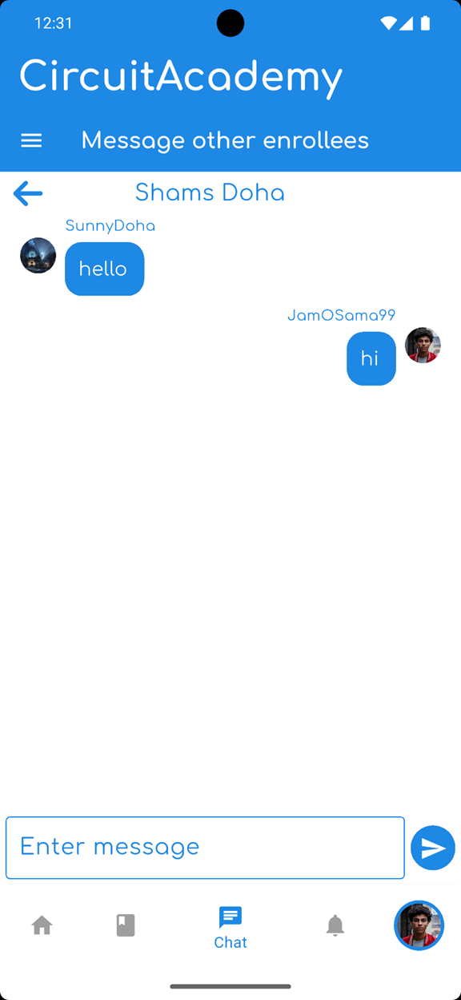 12:31
CircuitAcademy
Message other enrollees
Shams Doha
SunnyDoha
hello
JamOSama99
hi
Enter message
Chat